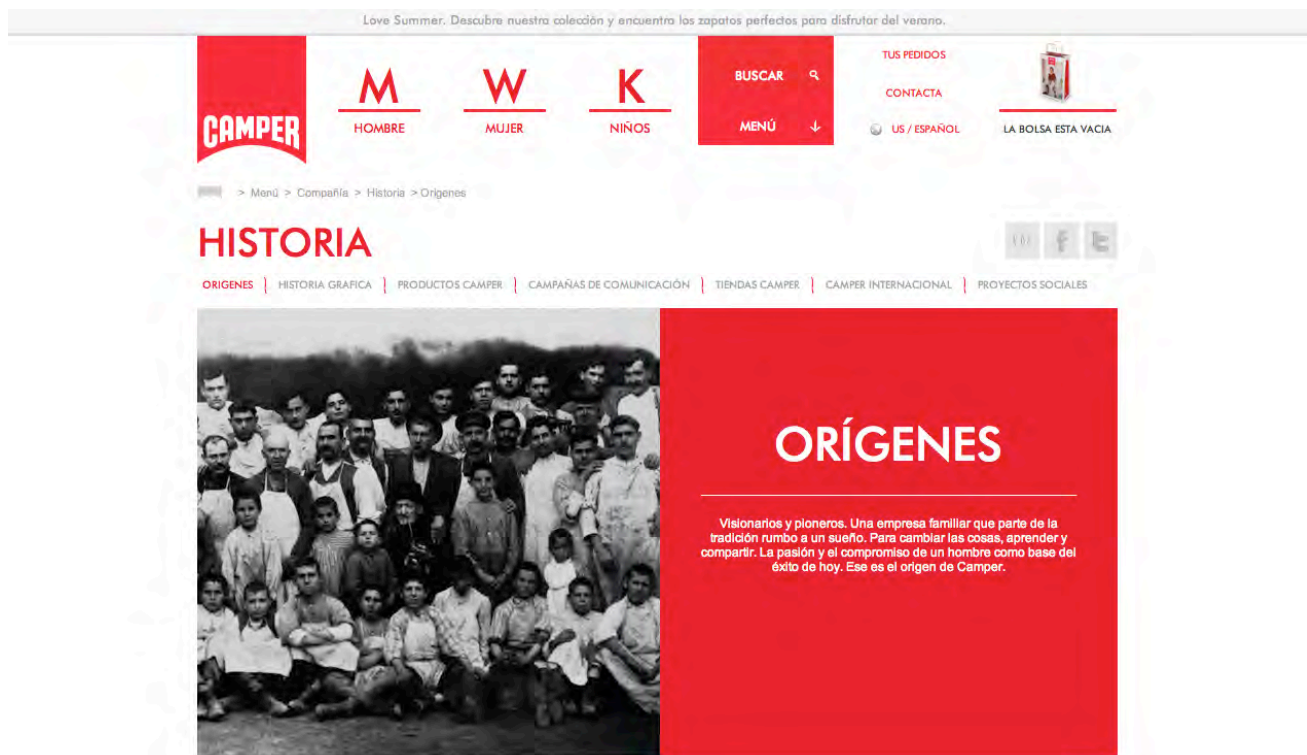 Love Summer. Descubre nuestra colección y encuentra los zapatos perfectos para disfrutar del verano.
CAMPER
M
HOMBRE
W
MUJER
K
NIÑOS
BUSCAR
MENÚ
TUS PEDIDOS
CONTACTA
US / ESPAÑOL
LA BOLSA ESTA VACIA
> Menú > Compañía > Historia > Orígenes
HISTORIA
ORIGENES
HISTORIA GRAFICA
PRODUCTOS CAMPER
CAMPAÑAS DE COMUNICACIÓN
TIENDAS CAMPER
CAMPER INTERNACIONAL
PROYECTOS SOCIALES
ORÍGENES
Visionarios y pioneros. Una empresa familiar que parte de la
tradición rumbo a un sueño. Para cambiar las cosas, aprender y
compartir. La pasión y el compromiso de un hombre como base del
éxito de hoy. Ese es el origen de Camper.